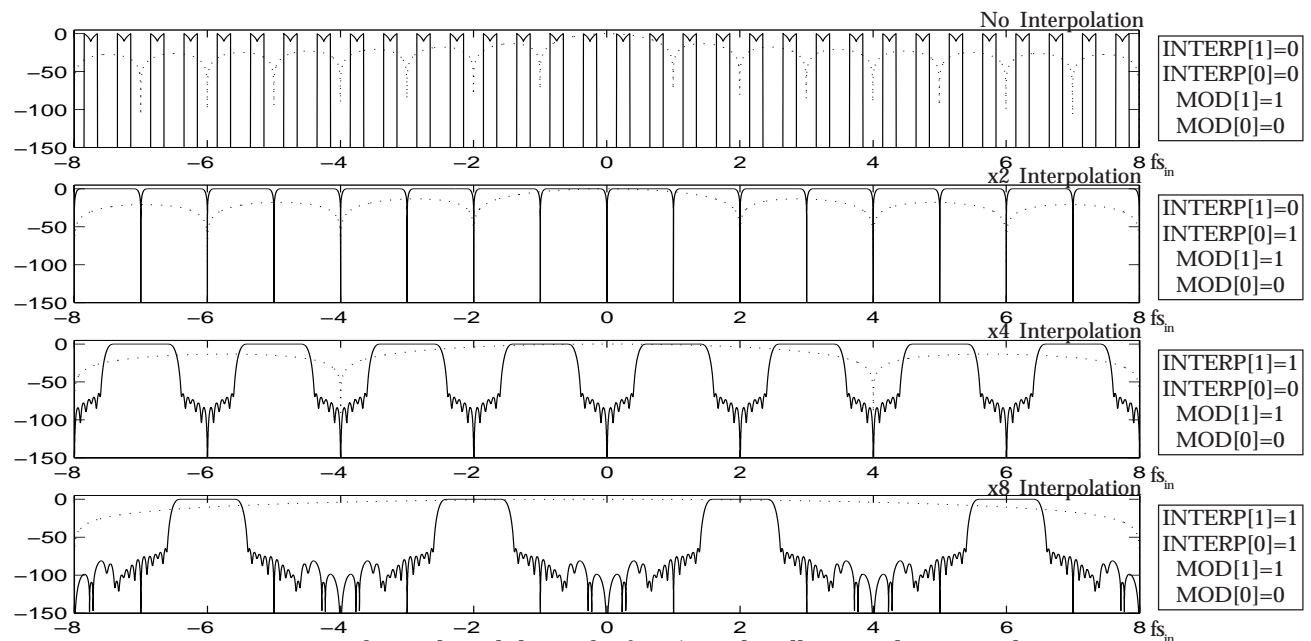 No Interpolation
0
−50
−100
−150
−8 −6 −4 −2 0 2 4 6 8 fs_in
INTERP[1]=0
INTERP[0]=0
MOD[1]=1
MOD[0]=0
x2 Interpolation
0
−50
−100
−150
−8 −6 −4 −2 0 2 4 6 8 fs_in
INTERP[1]=0
INTERP[0]=1
MOD[1]=1
MOD[0]=0
x4 Interpolation
0
−50
−100
−150
−8 −6 −4 −2 0 2 4 6 8 fs_in
INTERP[1]=1
INTERP[0]=0
MOD[1]=1
MOD[0]=0
x8 Interpolation
0
−50
−100
−150
−8 −6 −4 −2 0 2 4 6 8 fs_in
INTERP[1]=1
INTERP[0]=1
MOD[1]=1
MOD[0]=0